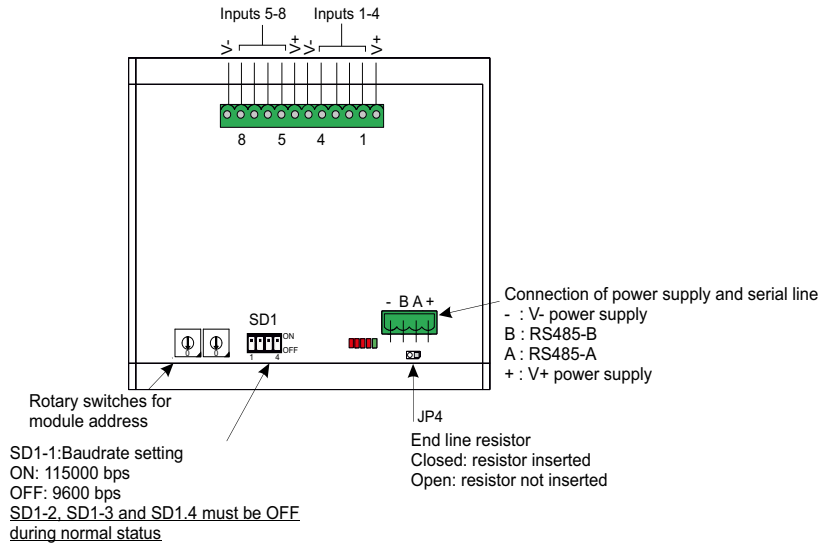 Inputs 5-8 Inputs 1-4
V- V+ V- V+
8 5 4 1
- B A +
SD1
ON
OFF
1 4
0 0
Connection of power supply and serial line
- : V- power supply
B : RS485-B
A : RS485-A
+ : V+ power supply
Rotary switches for
module address
JP4
End line resistor
Closed: resistor inserted
Open: resistor not inserted
SD1-1:Baudrate setting
ON: 115000 bps
OFF: 9600 bps
SD1-2, SD1-3 and SD1.4 must be OFF
during normal status